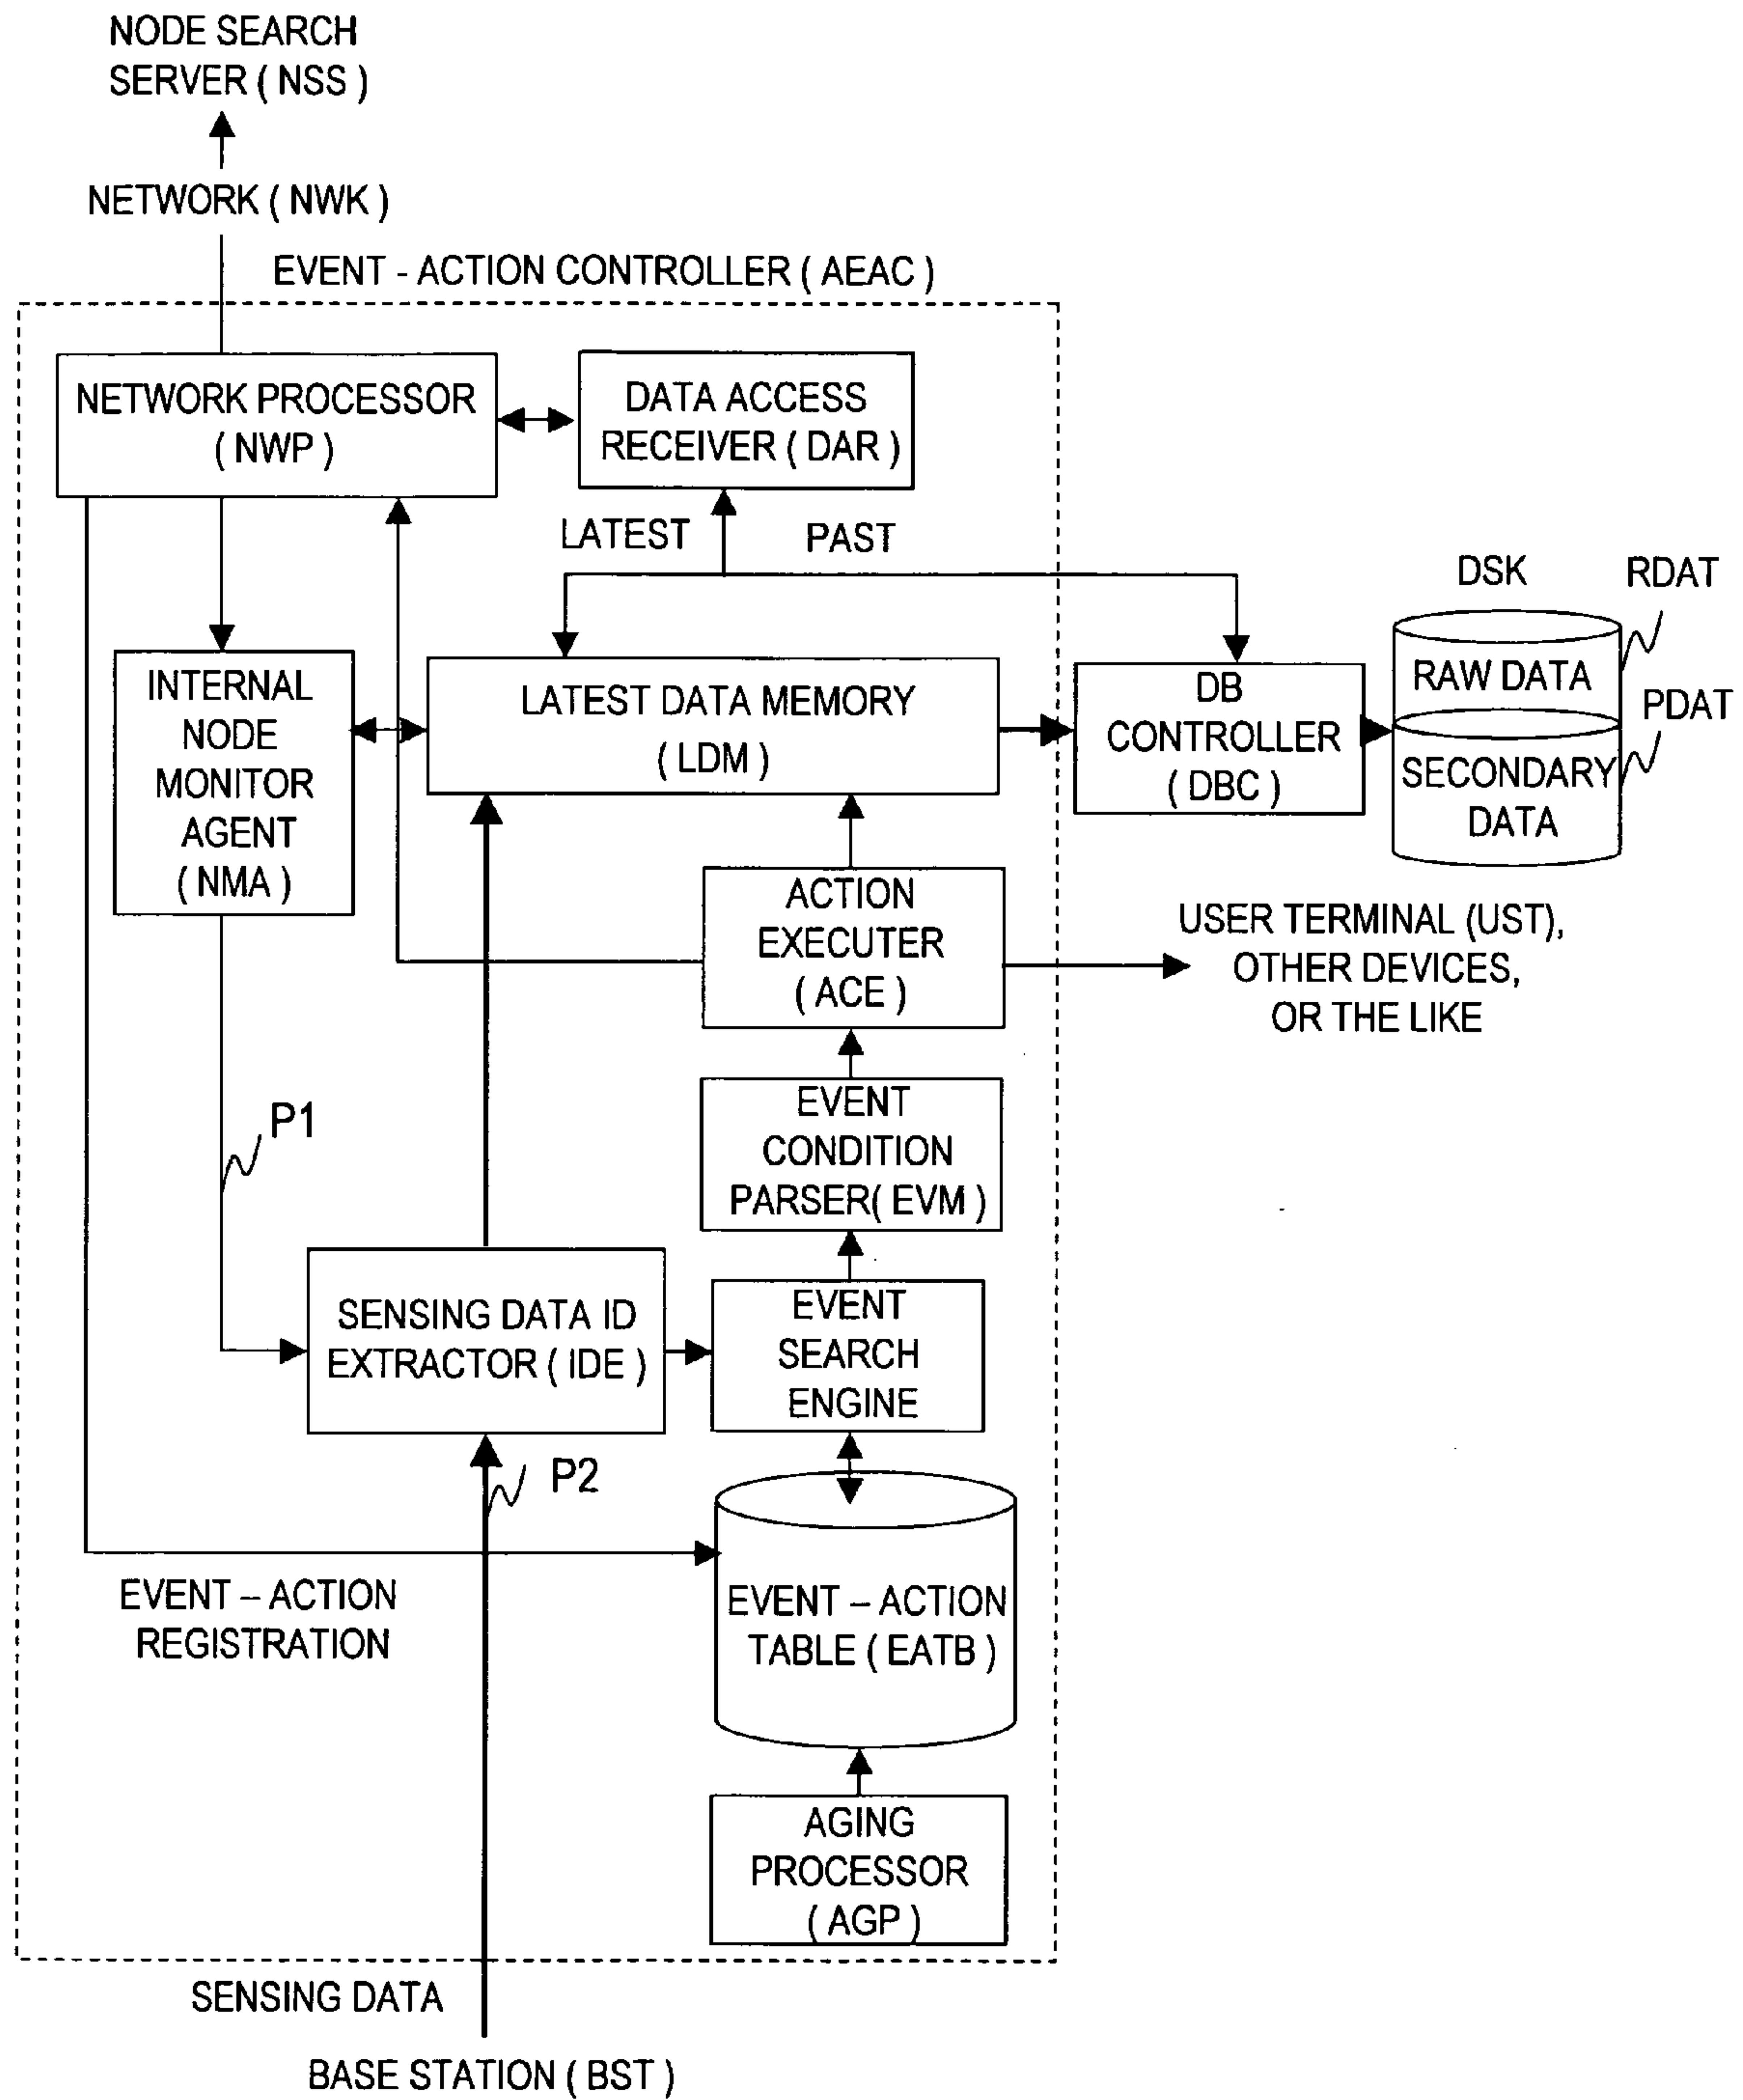 NODE SEARCH
SERVER ( NSS )
NETWORK ( NWK )
EVENT - ACTION CONTROLLER ( AEAC )
NETWORK PROCESSOR
( NWP )
DATA ACCESS
RECEIVER ( DAR )
LATEST
PAST
DSK
RDAT
INTERNAL
NODE
MONITOR
AGENT
( NMA )
LATEST DATA MEMORY
( LDM )
DB
CONTROLLER
( DBC )
RAW DATA
PDAT
SECONDARY
DATA
ACTION
EXECUTER
( ACE )
USER TERMINAL (UST),
OTHER DEVICES,
OR THE LIKE
P1
EVENT
CONDITION
PARSER( EVM )
SENSING DATA ID
EXTRACTOR ( IDE )
EVENT
SEARCH
ENGINE
P2
EVENT – ACTION
REGISTRATION
EVENT – ACTION
TABLE ( EATB )
AGING
PROCESSOR
( AGP )
SENSING DATA
BASE STATION ( BST )